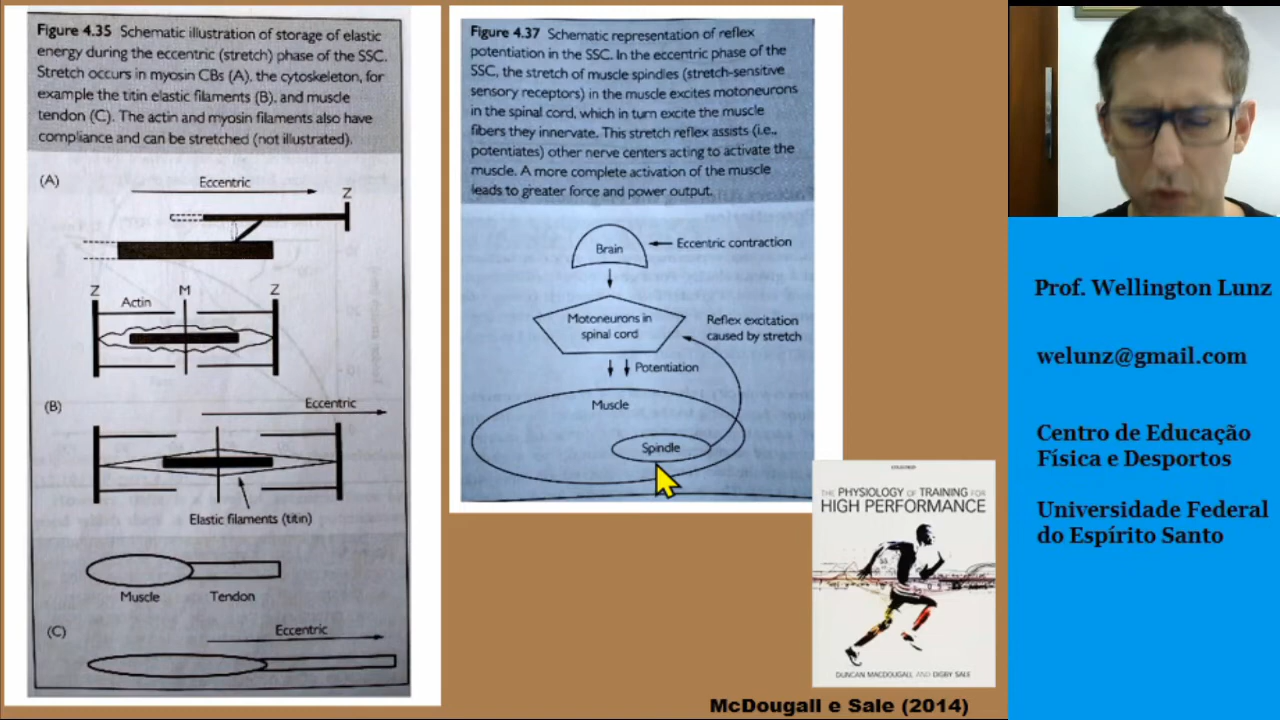 Figure 4.35 Schematic illustration of storage of elastic
energy during the eccentric (stretch) phase of the SSC.
Stretch occurs in myosin CBs (A), the cytoskeleton, for
example the titin elastic filaments (B), and muscle
tendon (C). The actin and myosin filaments also have
compliance and can be stretched (not illustrated).
(A)
Eccentric
Z
Z
M
Z
Actin
(B)
Eccentric
Elastic filaments (titin)
Muscle
Tendon
(C)
Eccentric
Figure 4.37 Schematic representation of reflex
potentiation in the SSC. In the eccentric phase of the
SSC, the stretch of muscle spindles (stretch-sensitive
sensory receptors) in the muscle excites motoneurons
in the spinal cord, which in turn excite the muscle
fibers they innervate. This stretch reflex assists (i.e.,
potentiates) other nerve centers acting to activate the
muscle. A more complete activation of the muscle
leads to greater force and power output.
Brain
Eccentric contraction
Motoneurons in
spinal cord
Reflex excitation
caused by stretch
Potentiation
Muscle
Spindle
THE PHYSIOLOGY OF TRAINING FOR
HIGH PERFORMANCE
DUNCAN MACDOUGALL AND DIGBY SALE
McDougall e Sale (2014)
Prof. Wellington Lunz
welunz@gmail.com
Centro de Educação
Física e Desportos
Universidade Federal
do Espírito Santo